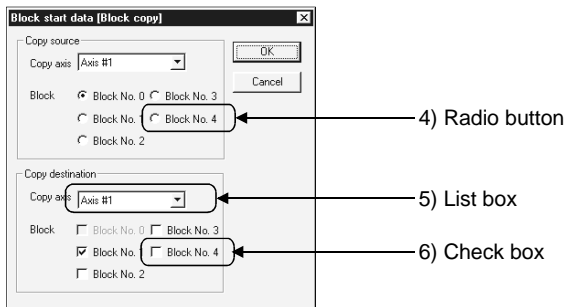 Block start data [Block copy]
Copy source
Copy axis Axis #1
OK
Cancel
Block Block No. 0 Block No. 3
Block No. 1 Block No. 4
Block No. 2
4) Radio button
Copy destination
Copy axis Axis #1
5) List box
Block Block No. 0 Block No. 3
Block No. 1 Block No. 4
6) Check box
Block No. 2